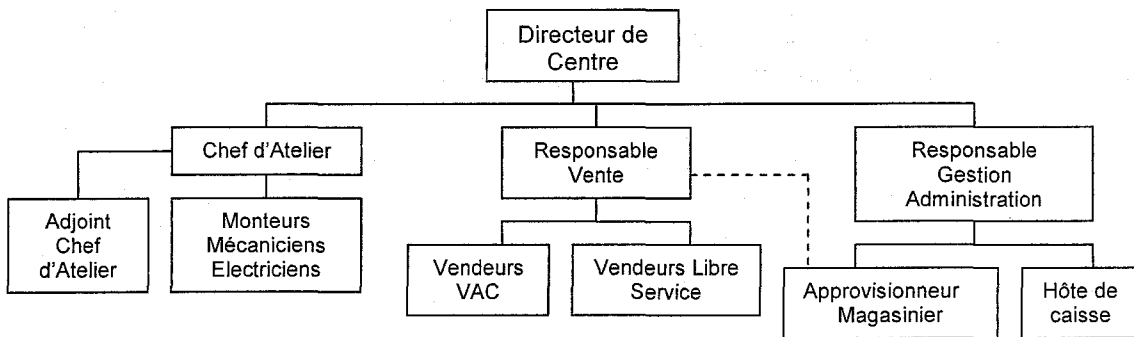 Directeur de
Centre
Chef d'Atelier
Responsable
Vente
Responsable
Gestion
Administration
Adjoint
Chef
d'Atelier
Monteurs
Mécaniciens
Electriciens
Vendeurs
VAC
Vendeurs Libre
Service
Approvisionneur
Magasinier
Hôte de
caisse